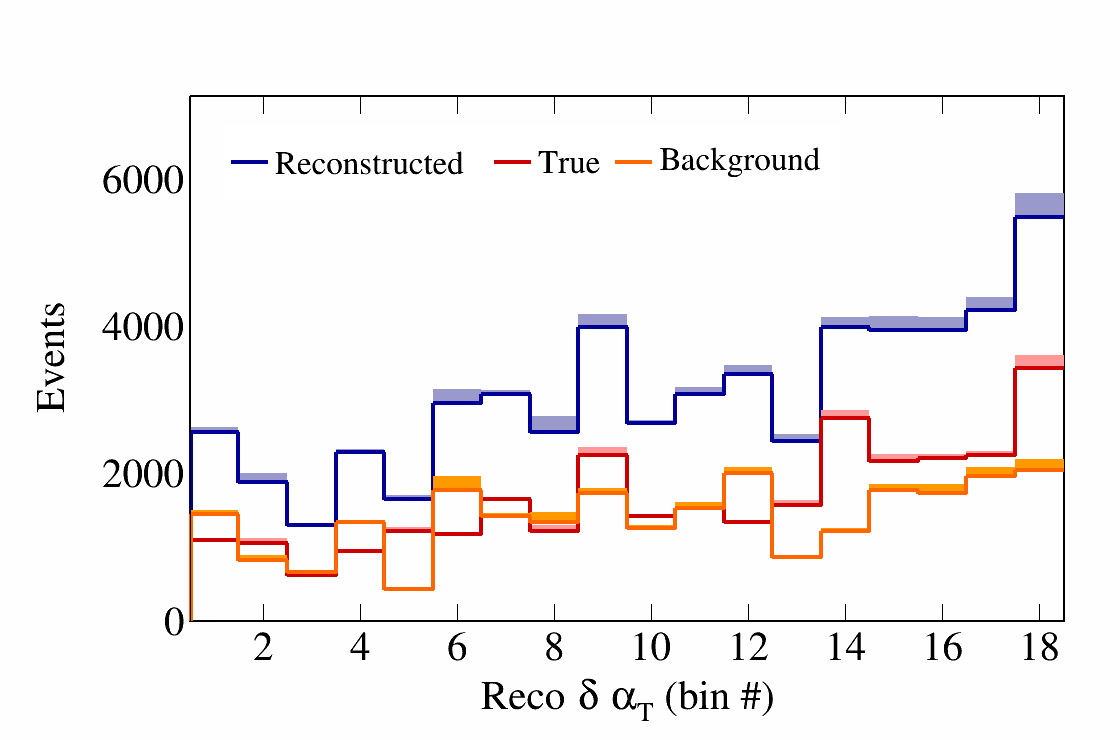 Reconstructed True Background
6000
4000
2000
0
Events
2 4 6 8 10 12 14 16 18
Reco δ α_T (bin #)